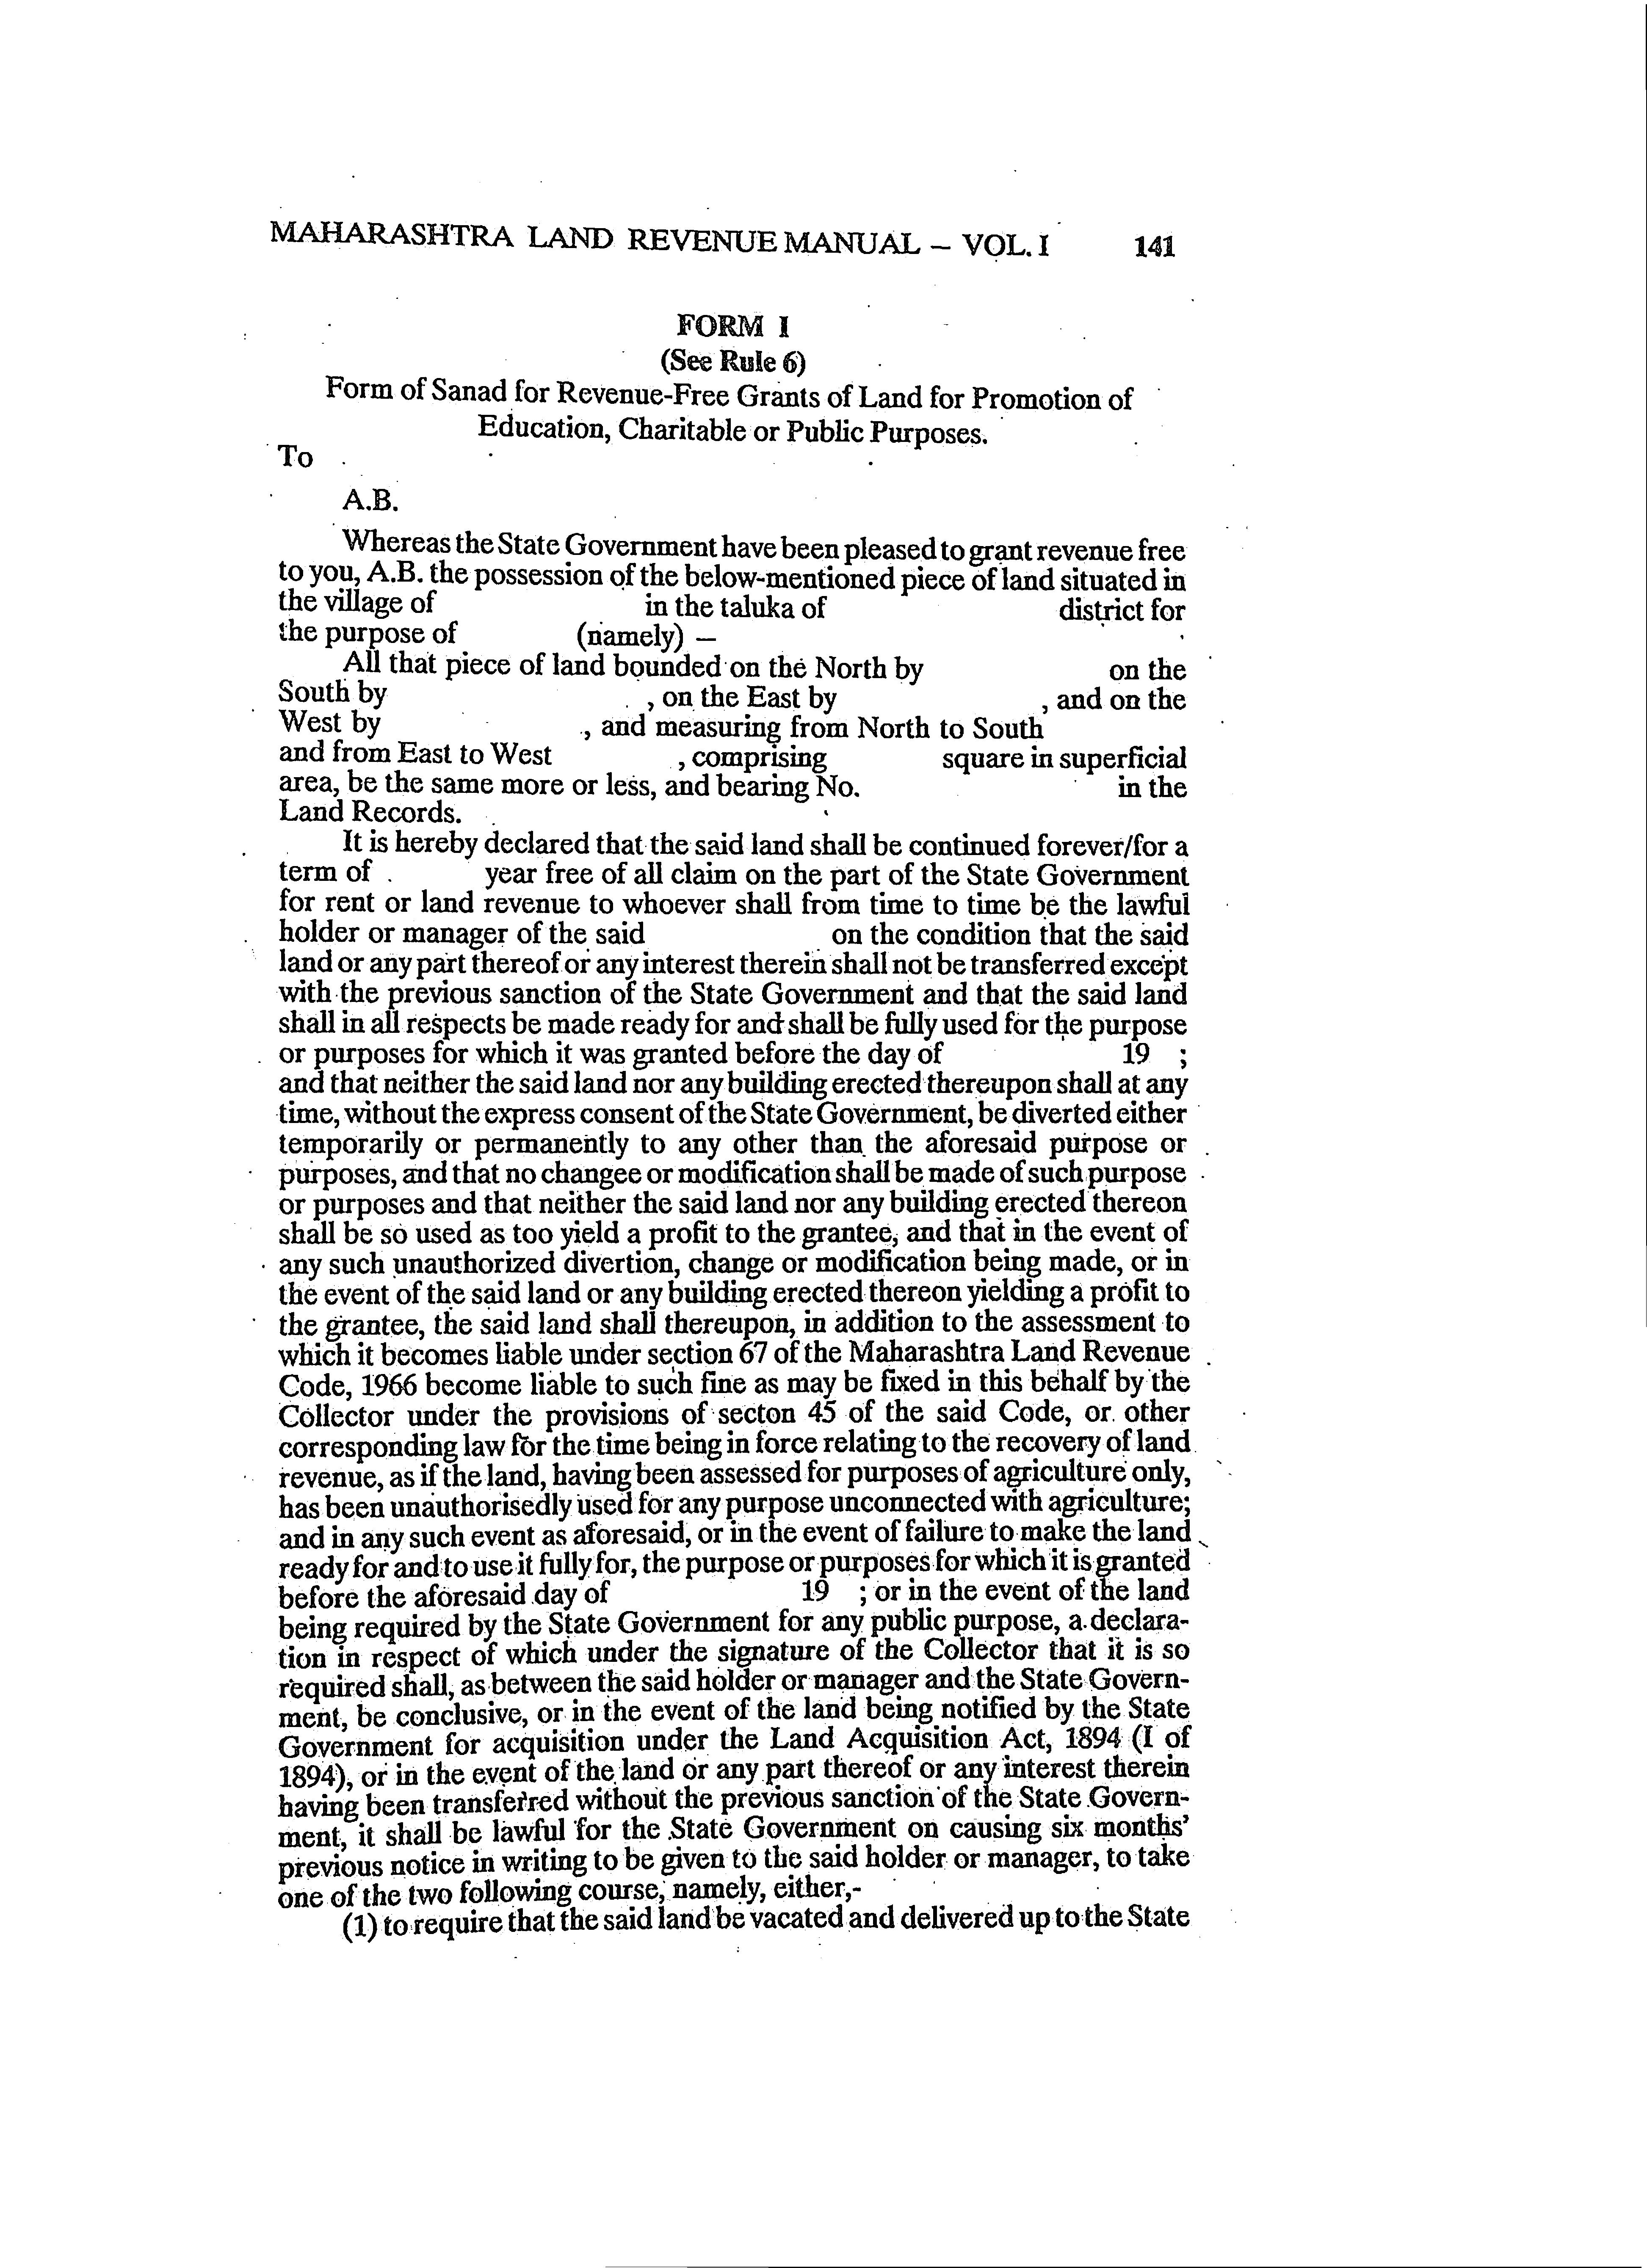 MAHARASHTRA LAND REVENUE MANUAL – VOL. I 141
FORM I
(See Rule 6)
Form of Sanad for Revenue-Free Grants of Land for Promotion of
Education, Charitable or Public Purposes.
To
A.B.
Whereas the State Government have been pleased to grant revenue free
to you, A.B. the possession of the below-mentioned piece of land situated in
the village of in the taluka of district for
the purpose of (namely) –
All that piece of land bounded on the North by on the
South by , on the East by , and on the
West by , and measuring from North to South
and from East to West , comprising square in superficial
area, be the same more or less, and bearing No. in the
Land Records.
It is hereby declared that the said land shall be continued forever/for a
term of year free of all claim on the part of the State Government
for rent or land revenue to whoever shall from time to time be the lawful
holder or manager of the said on the condition that the said
land or any part thereof or any interest therein shall not be transferred except
with the previous sanction of the State Government and that the said land
shall in all respects be made ready for and shall be fully used for the purpose
or purposes for which it was granted before the day of 19 ;
and that neither the said land nor any building erected thereupon shall at any
time, without the express consent of the State Government, be diverted either
temporarily or permanently to any other than the aforesaid purpose or
purposes, and that no changee or modification shall be made of such purpose
or purposes and that neither the said land nor any building erected thereon
shall be so used as too yield a profit to the grantee, and that in the event of
any such unauthorized divertion, change or modification being made, or in
the event of the said land or any building erected thereon yielding a profit to
the grantee, the said land shall thereupon, in addition to the assessment to
which it becomes liable under section 67 of the Maharashtra Land Revenue
Code, 1966 become liable to such fine as may be fixed in this behalf by the
Collector under the provisions of secton 45 of the said Code, or other
corresponding law for the time being in force relating to the recovery of land
revenue, as if the land, having been assessed for purposes of agriculture only,
has been unauthorisedly used for any purpose unconnected with agriculture;
and in any such event as aforesaid, or in the event of failure to make the land
ready for and to use it fully for, the purpose or purposes for which it is granted
before the aforesaid day of 19 ; or in the event of the land
being required by the State Government for any public purpose, a declara-
tion in respect of which under the signature of the Collector that it is so
required shall, as between the said holder or manager and the State Govern-
ment, be conclusive, or in the event of the land being notified by the State
Government for acquisition under the Land Acquisition Act, 1894 (I of
1894), or in the event of the land or any part thereof or any interest therein
having been transferred without the previous sanction of the State Govern-
ment, it shall be lawful for the State Government on causing six months'
previous notice in writing to be given to the said holder or manager, to take
one of the two following course, namely, either,-
(1) to require that the said land be vacated and delivered up to the State